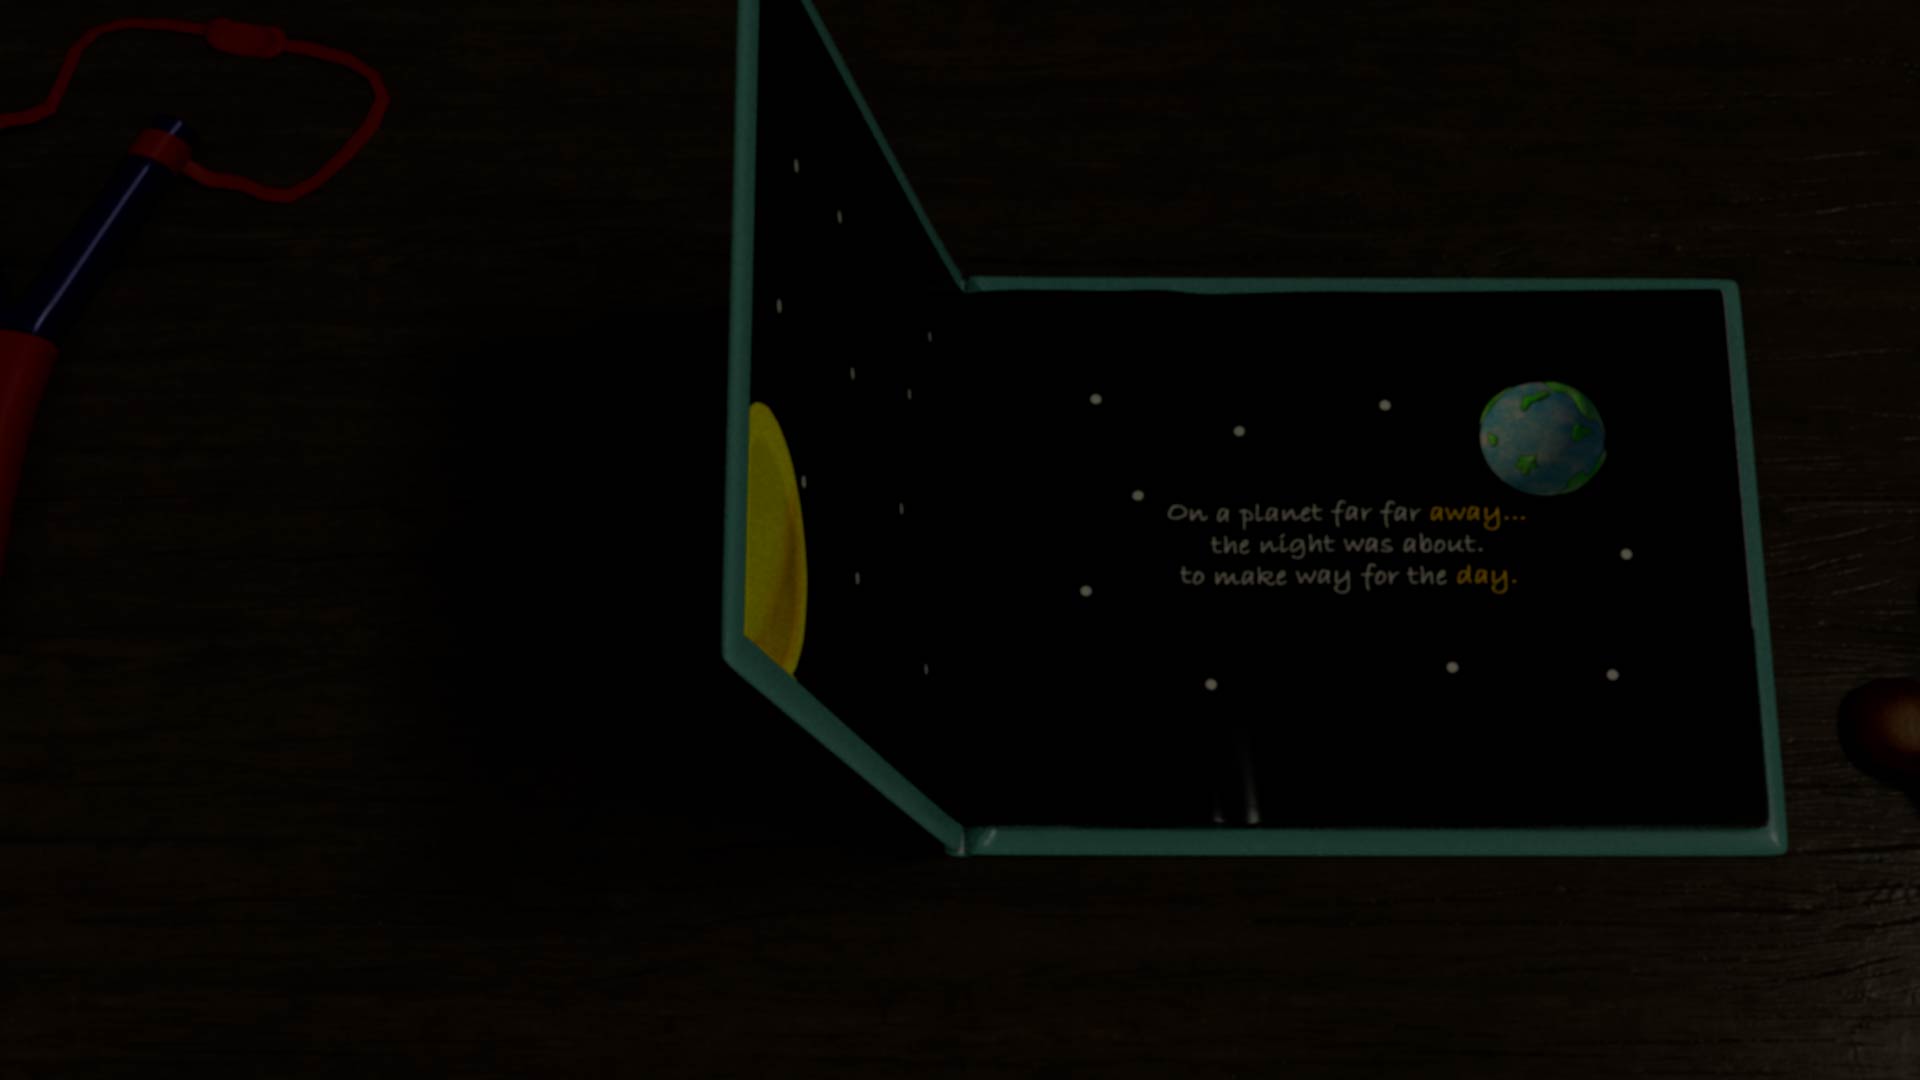 On a planet far far away...
the night was about.
to make way for the day.